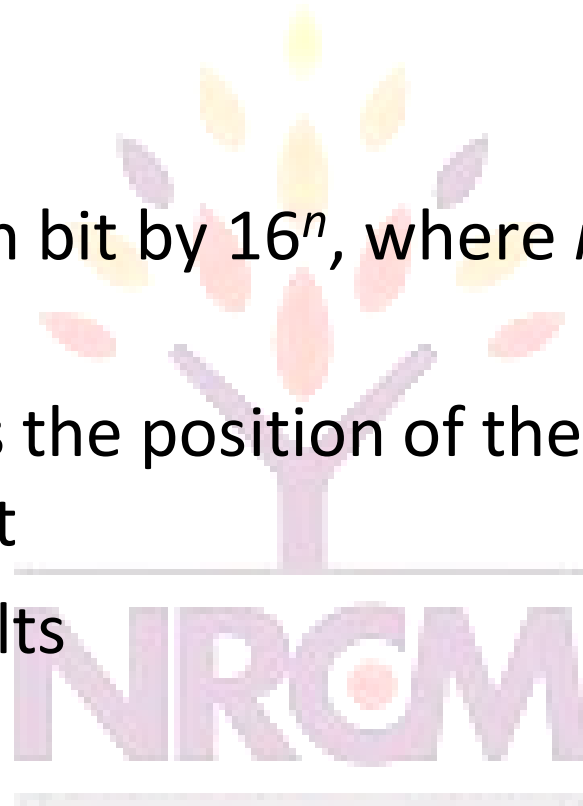 bit by 16ⁿ, where
the position of the
lts
NRCM